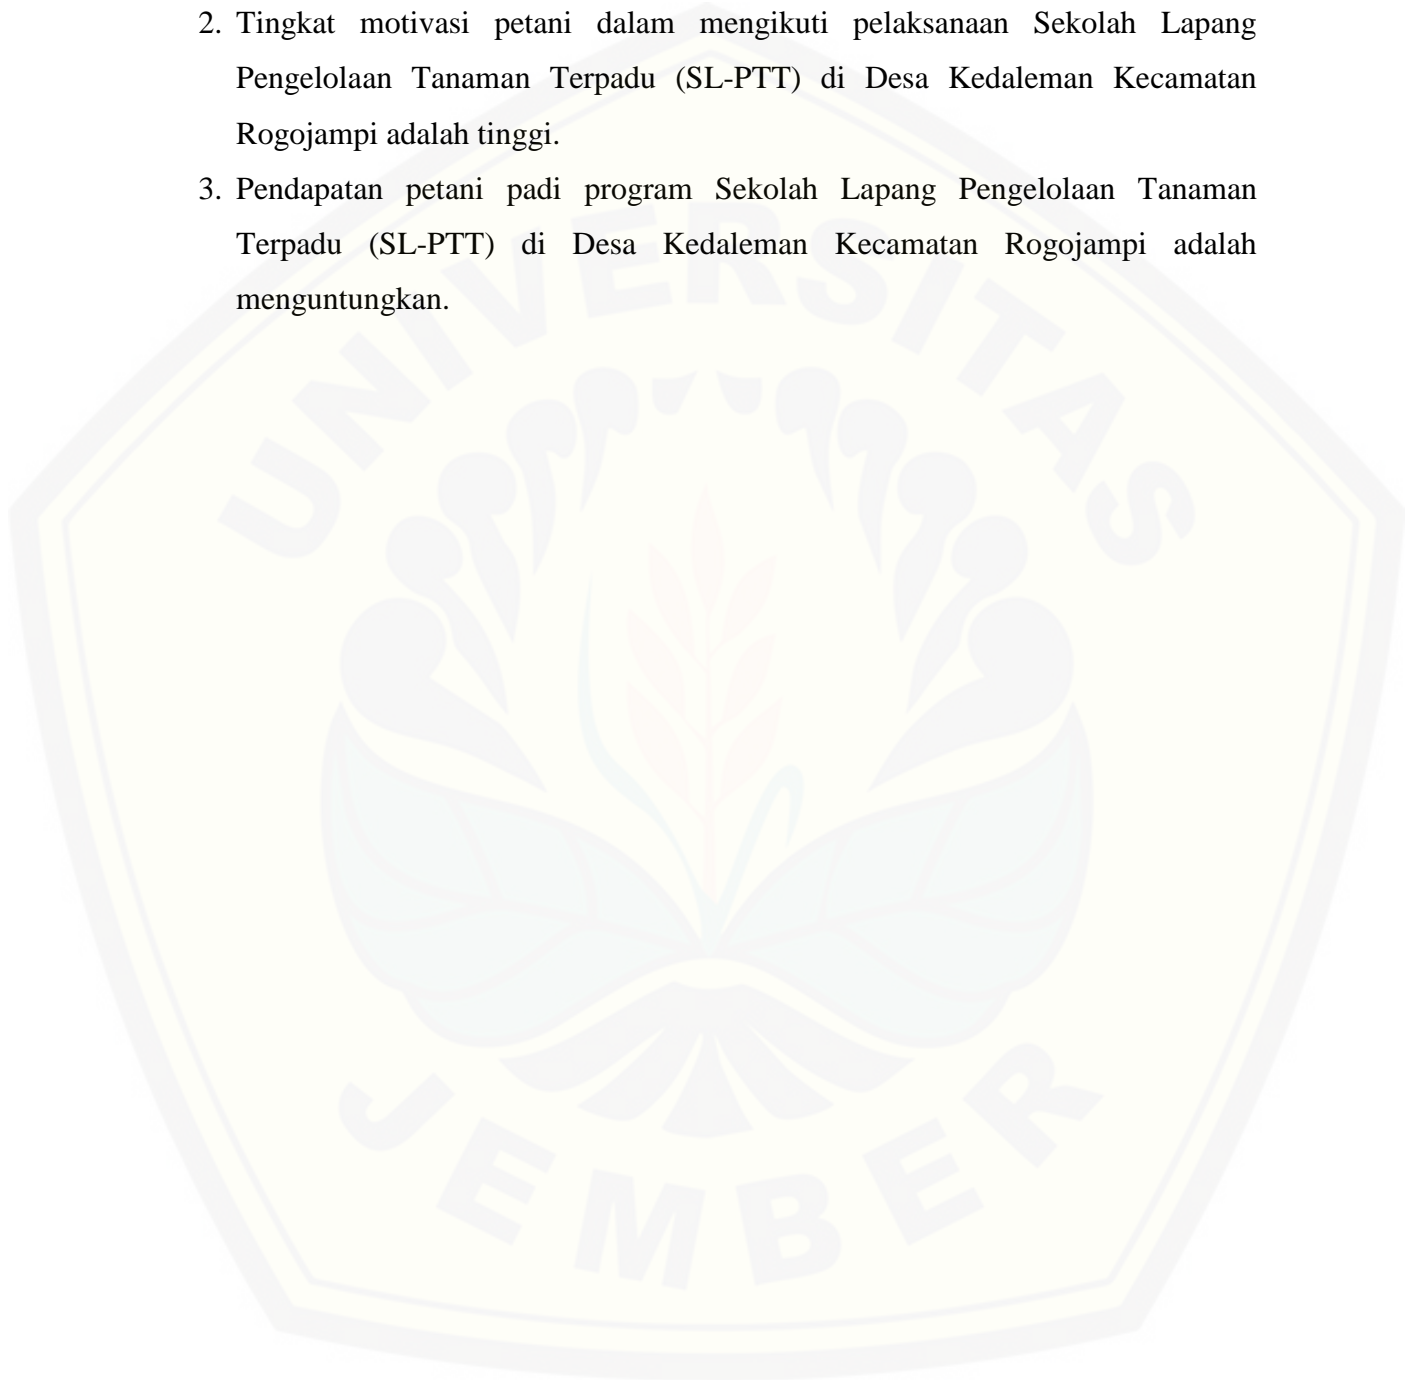 2. Tingkat motivasi petani dalam mengikuti pelaksanaan Sekolah Lapang
Pengelolaan Tanaman Terpadu (SL-PTT) di Desa Kedaleman Kecamatan
Rogojampi adalah tinggi.
3. Pendapatan petani padi program Sekolah Lapang Pengelolaan Tanaman
Terpadu (SL-PTT) di Desa Kedaleman Kecamatan Rogojampi adalah
menguntungkan.
UNIVERSITAS
JEMBER